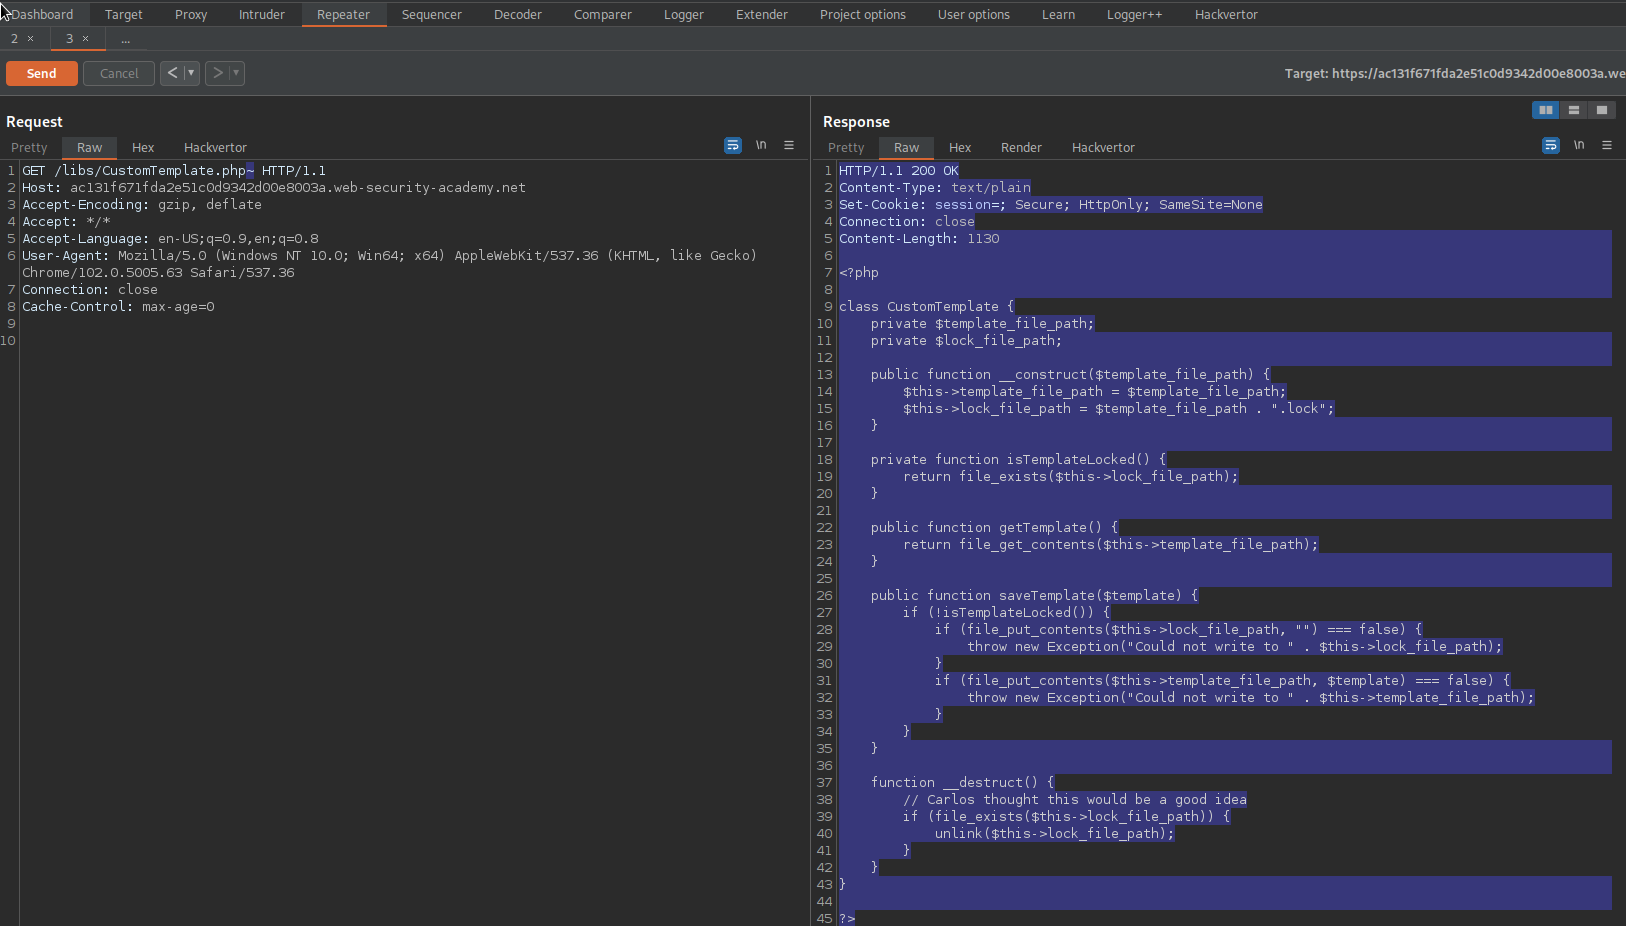 Dashboard Target Proxy Intruder Repeater Sequencer Decoder Comparer Logger Extender Project options User options Learn Logger++ Hackvertor
2 × 3 × ...
Send Cancel < > Target: https://ac131f671fda2e51c0d9342d00e8003a.we
Request
Pretty Raw Hex Hackvertor \n
1 GET /libs/CustomTemplate.php~ HTTP/1.1
2 Host: ac131f671fda2e51c0d9342d00e8003a.web-security-academy.net
3 Accept-Encoding: gzip, deflate
4 Accept: */*
5 Accept-Language: en-US;q=0.9,en;q=0.8
6 User-Agent: Mozilla/5.0 (Windows NT 10.0; Win64; x64) AppleWebKit/537.36 (KHTML, like Gecko)
Chrome/102.0.5005.63 Safari/537.36
7 Connection: close
8 Cache-Control: max-age=0
9
10
Response
Pretty Raw Hex Render Hackvertor \n
1 HTTP/1.1 200 OK
2 Content-Type: text/plain
3 Set-Cookie: session=; Secure; HttpOnly; SameSite=None
4 Connection: close
5 Content-Length: 1130
6
7 <?php
8
9 class CustomTemplate {
10 private $template_file_path;
11 private $lock_file_path;
12
13 public function __construct($template_file_path) {
14 $this->template_file_path = $template_file_path;
15 $this->lock_file_path = $template_file_path . ".lock";
16 }
17
18 private function isTemplateLocked() {
19 return file_exists($this->lock_file_path);
20 }
21
22 public function getTemplate() {
23 return file_get_contents($this->template_file_path);
24 }
25
26 public function saveTemplate($template) {
27 if (!isTemplateLocked()) {
28 if (file_put_contents($this->lock_file_path, "") === false) {
29 throw new Exception("Could not write to " . $this->lock_file_path);
30 }
31 if (file_put_contents($this->template_file_path, $template) === false) {
32 throw new Exception("Could not write to " . $this->template_file_path);
33 }
34 }
35 }
36
37 function __destruct() {
38 // Carlos thought this would be a good idea
39 if (file_exists($this->lock_file_path)) {
40 unlink($this->lock_file_path);
41 }
42 }
43 }
44
45 ?>